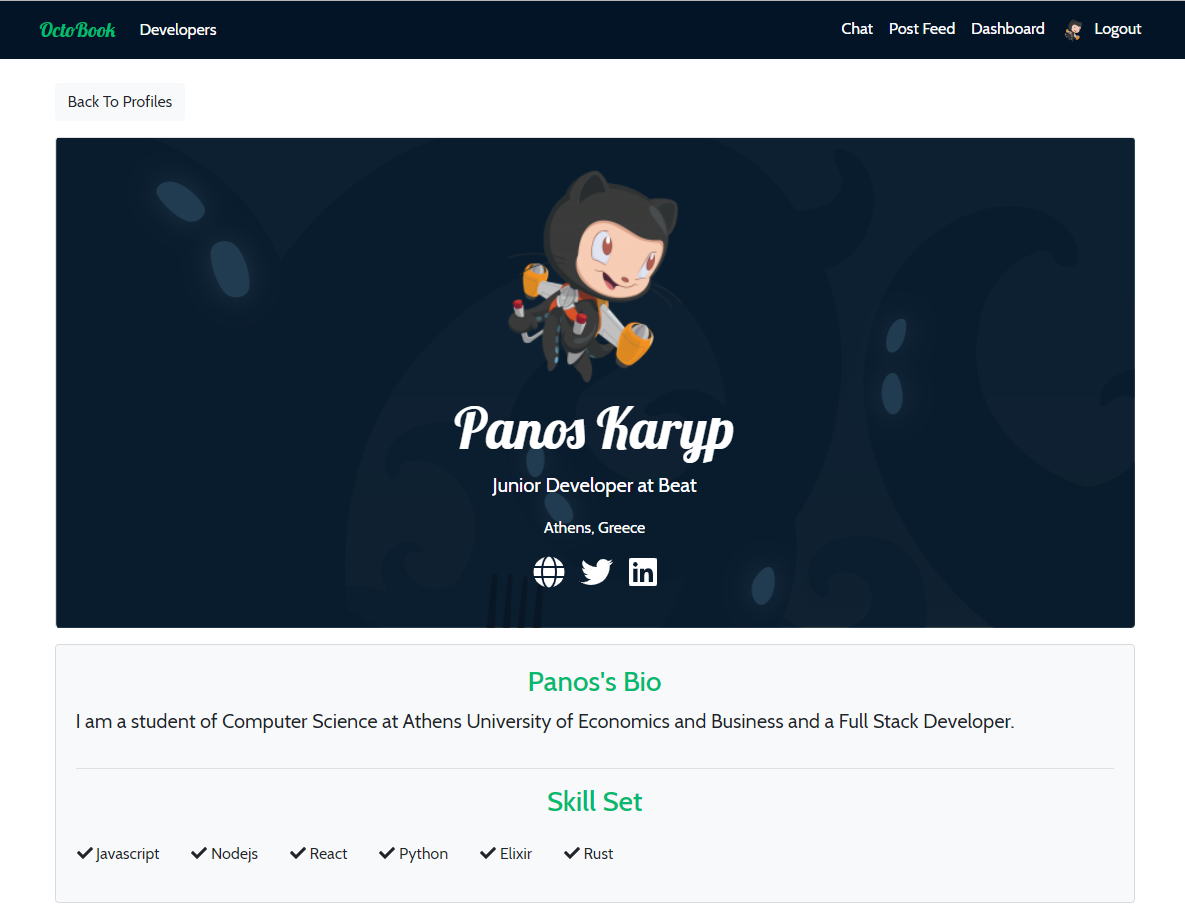 OctoBook Developers Chat Post Feed Dashboard Logout
Back To Profiles
Panos Karyp
Junior Developer at Beat
Athens, Greece
in
Panos's Bio
I am a student of Computer Science at Athens University of Economics and Business and a Full Stack Developer.
Skill Set
Javascript Nodejs React Python Elixir Rust